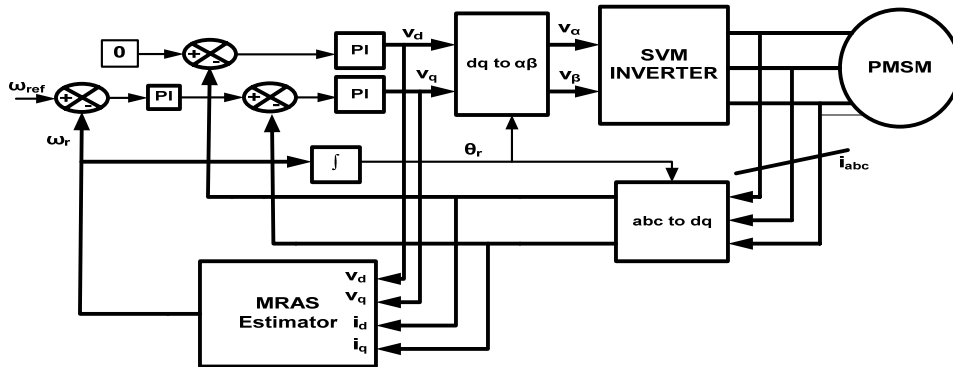 v_d
v_α
0
+
-
PI
dq to αβ
SVM
INVERTER
PMSM
v_q
v_β
ω_ref
+
-
PI
+
-
PI
ω_r
∫
θ_r
i_abc
abc to dq
v_d
v_q
MRAS
Estimator
i_d
i_q